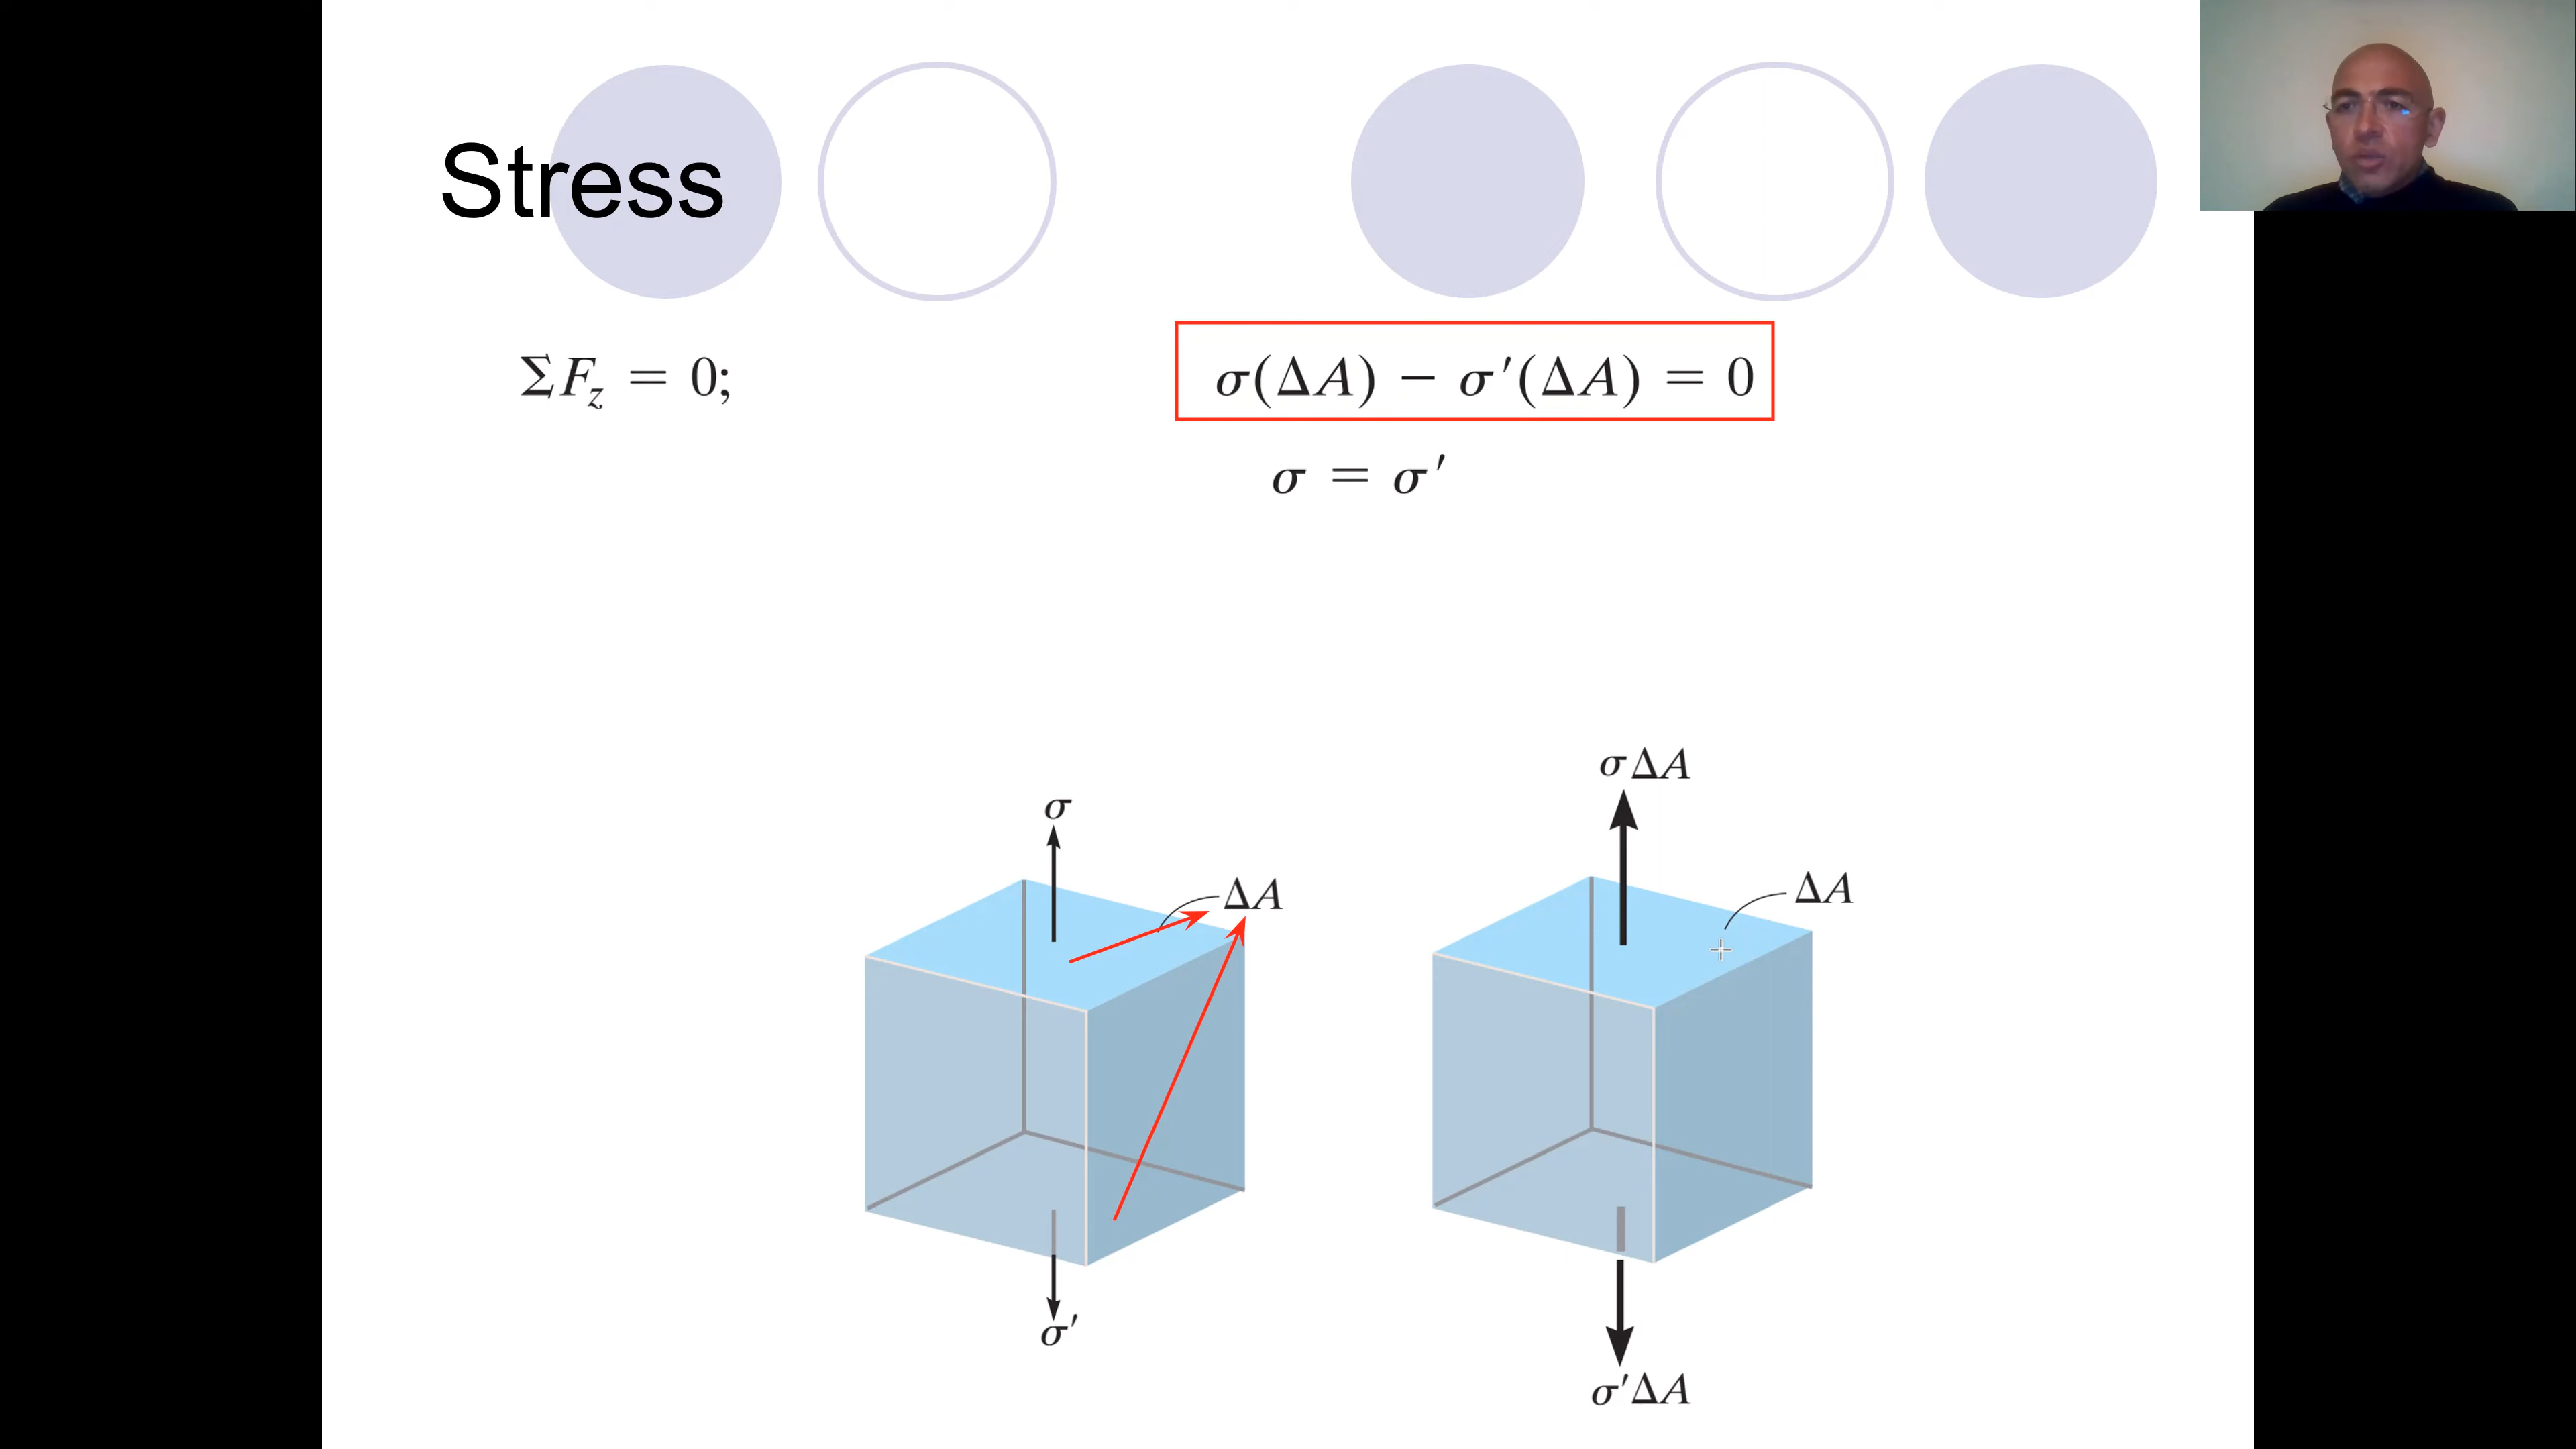 Stress
ΣF_z = 0; σ(ΔA) − σ′(ΔA) = 0
σ = σ′
σ
ΔA
σ′
σΔA
ΔA
σ′ΔA